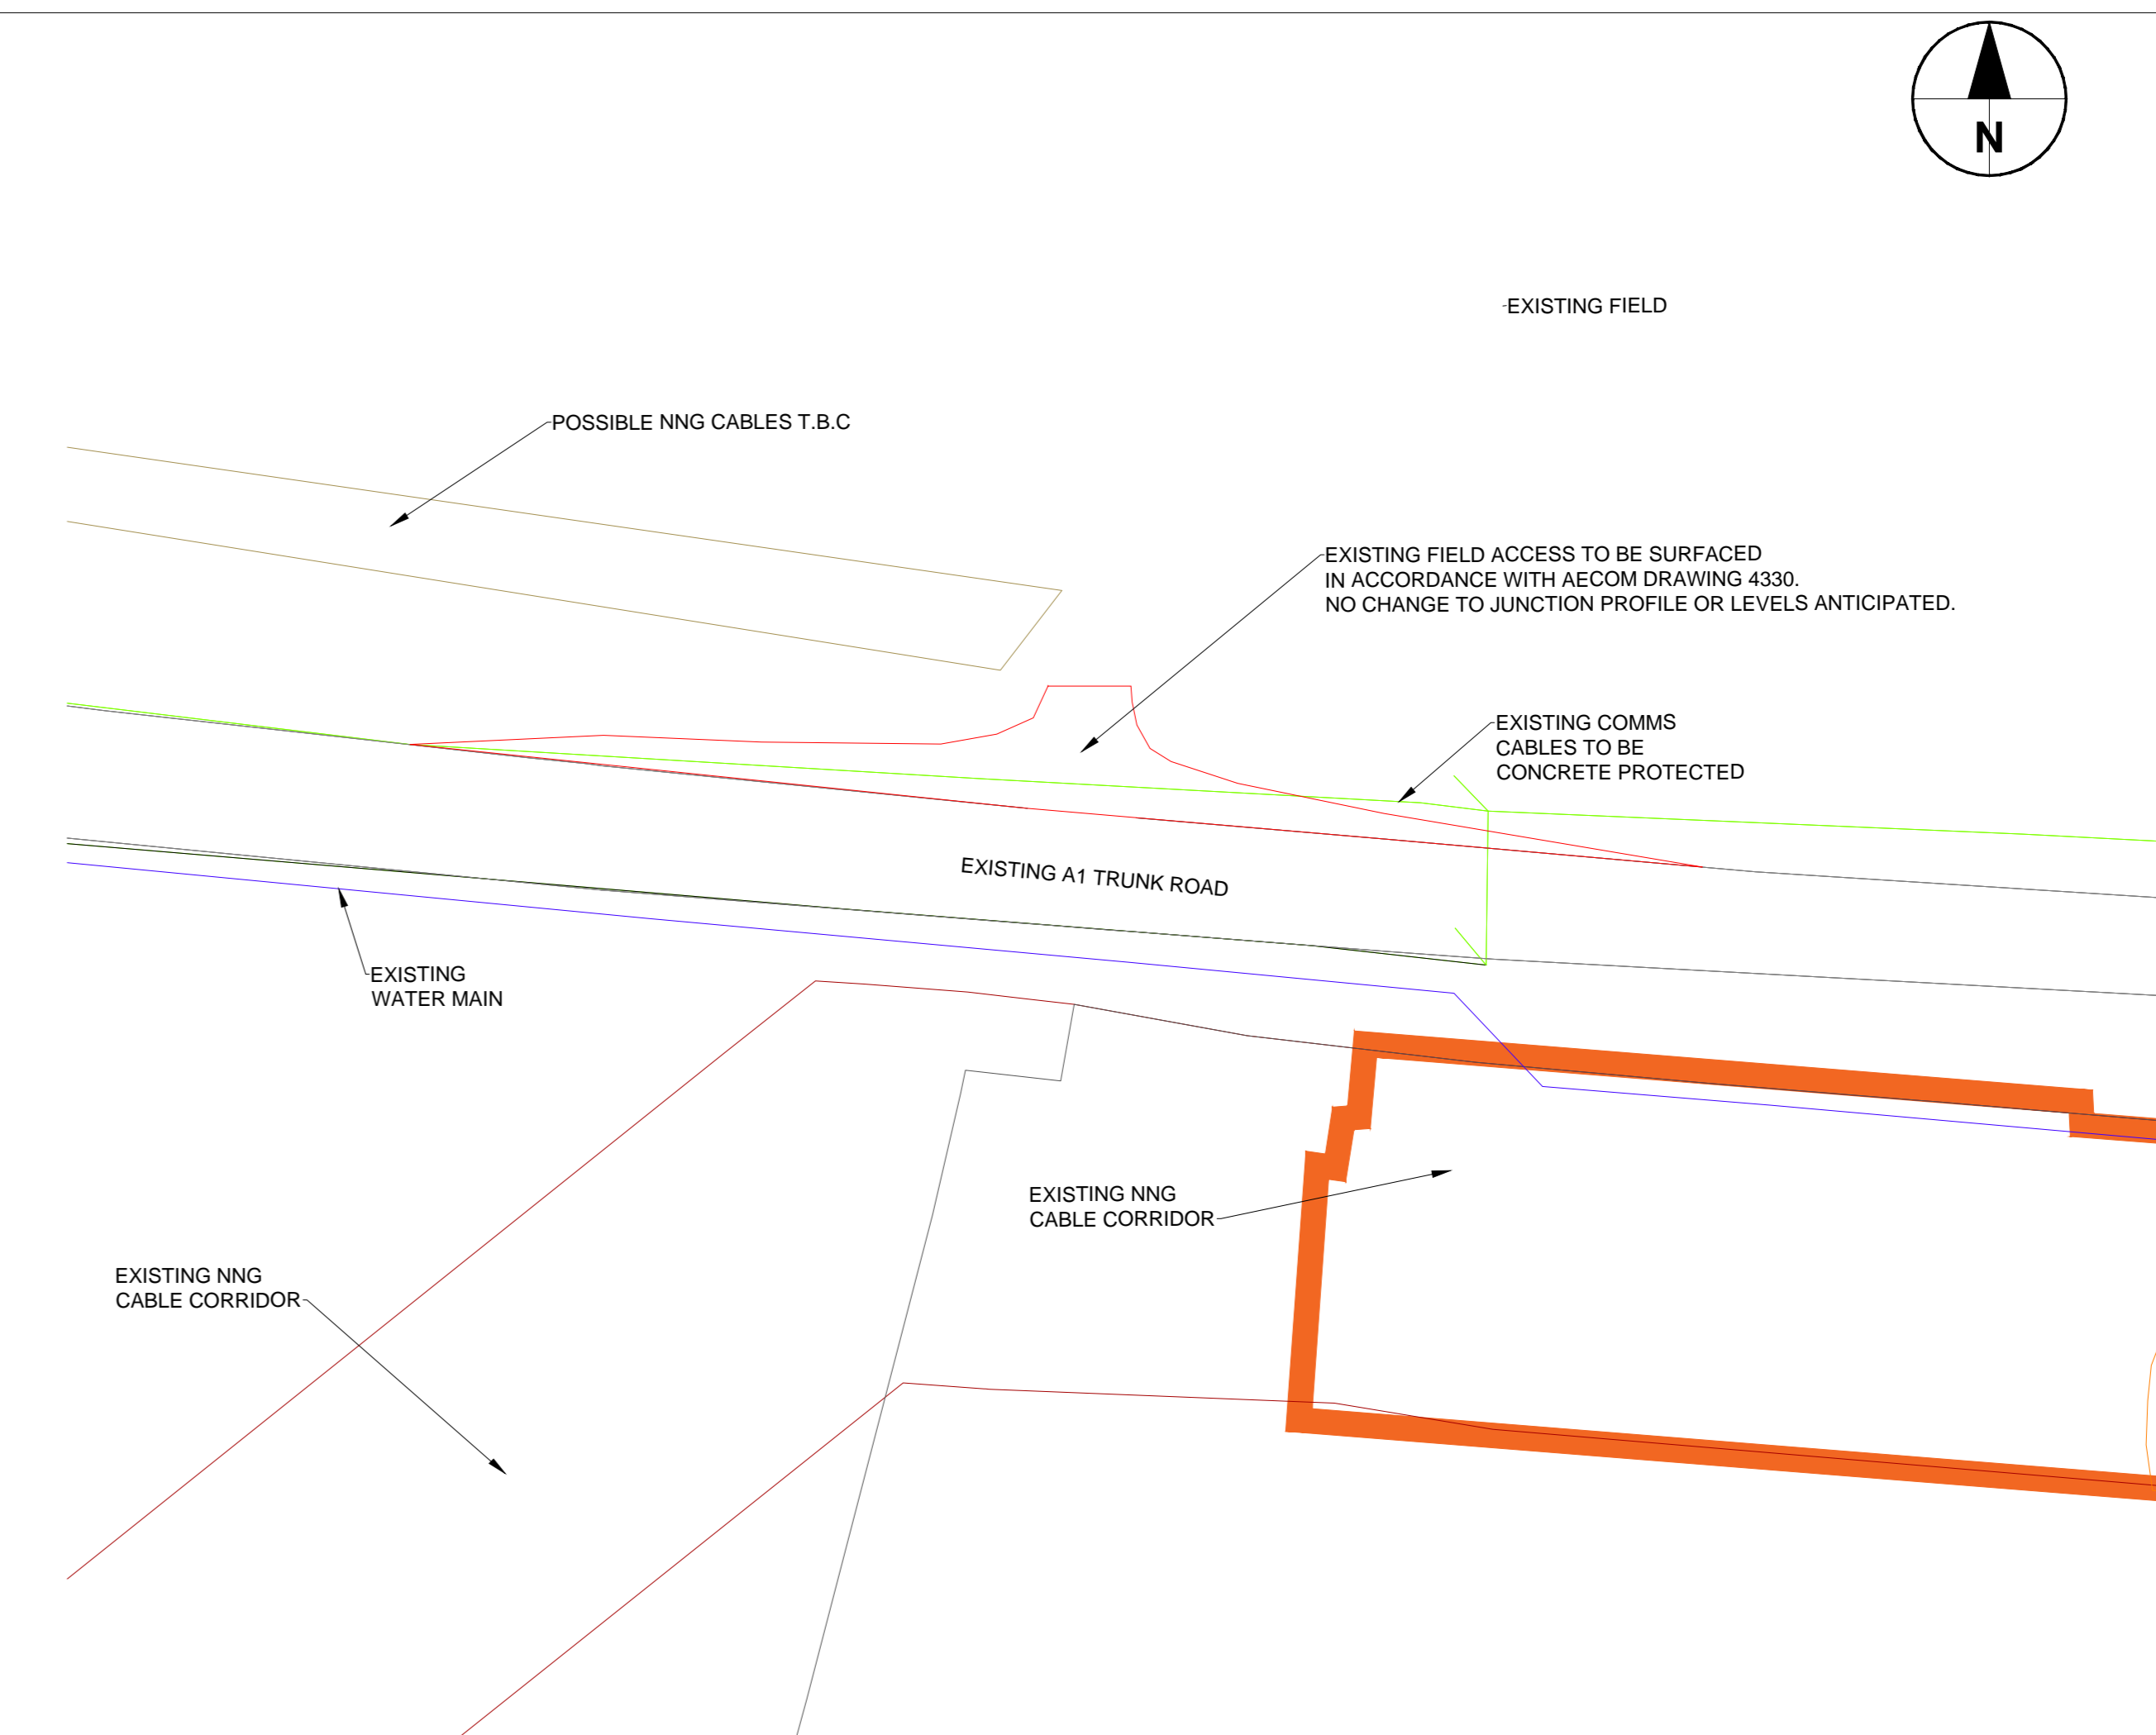 N
EXISTING FIELD
POSSIBLE NNG CABLES T.B.C
EXISTING FIELD ACCESS TO BE SURFACED
IN ACCORDANCE WITH AECOM DRAWING 4330.
NO CHANGE TO JUNCTION PROFILE OR LEVELS ANTICIPATED.
EXISTING COMMS
CABLES TO BE
CONCRETE PROTECTED
EXISTING A1 TRUNK ROAD
EXISTING
WATER MAIN
EXISTING NNG
CABLE CORRIDOR
EXISTING NNG
CABLE CORRIDOR